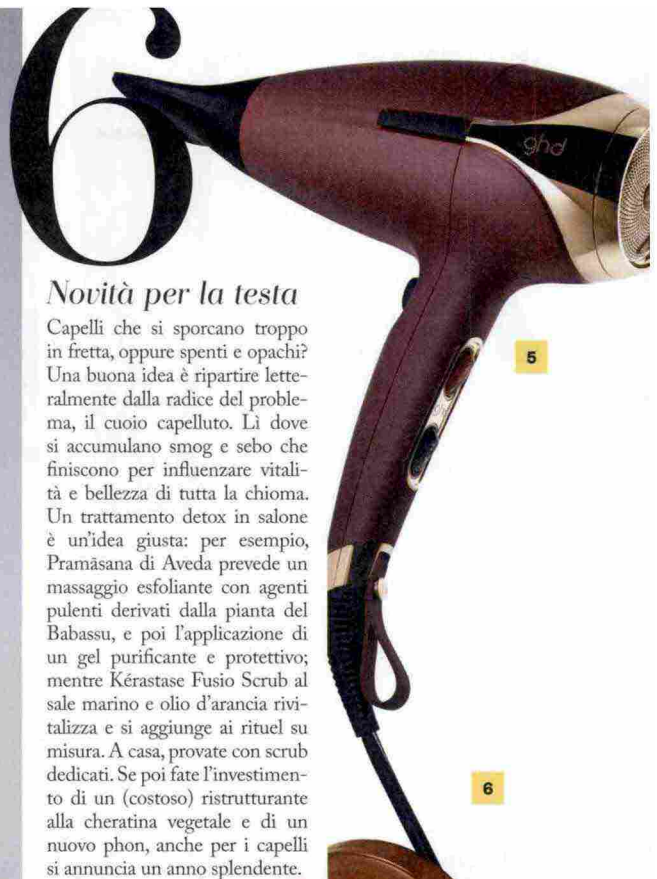 6
ghd
Novità per la testa
Capelli che si sporcano troppo
in fretta, oppure spenti e opachi?
Una buona idea è ripartire lette-
ralmente dalla radice del proble-
ma, il cuoio capelluto. Lì dove
si accumulano smog e sebo che
finiscono per influenzare vitali-
tà e bellezza di tutta la chioma.
Un trattamento detox in salone
è un'idea giusta: per esempio,
Pramāsana di Aveda prevede un
massaggio esfoliante con agenti
pulenti derivati dalla pianta del
Babassu, e poi l'applicazione di
un gel purificante e protettivo;
mentre Kérastase Fusio Scrub al
sale marino e olio d'arancia rivi-
talizza e si aggiunge ai rituel su
misura. A casa, provate con scrub
dedicati. Se poi fate l'investimen-
to di un (costoso) ristrutturante
alla cheratina vegetale e di un
nuovo phon, anche per i capelli
si annuncia un anno splendente.
5
6